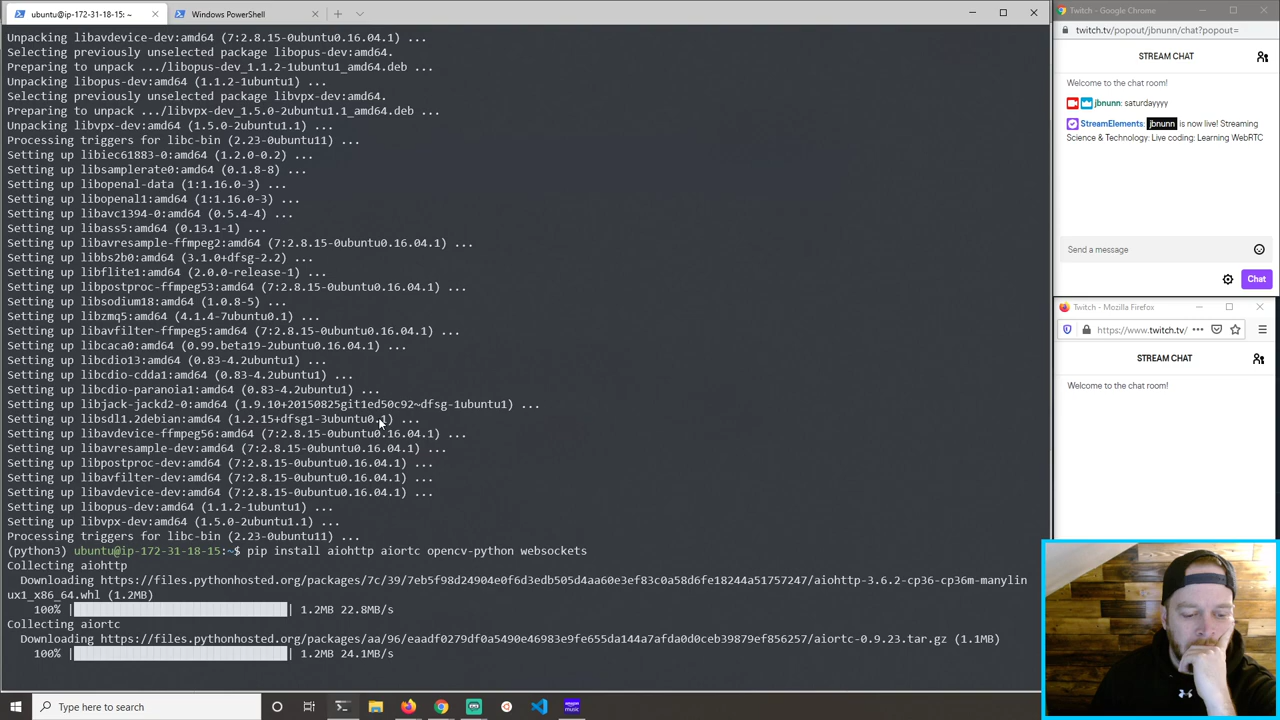 ubuntu@ip-172-31-18-15: ~
Windows PowerShell
Unpacking libavdevice-dev:amd64 (7:2.8.15-0ubuntu0.16.04.1) ...
Selecting previously unselected package libopus-dev:amd64.
Preparing to unpack .../libopus-dev_1.1.2-1ubuntu1_amd64.deb ...
Unpacking libopus-dev:amd64 (1.1.2-1ubuntu1) ...
Selecting previously unselected package libvpx-dev:amd64.
Preparing to unpack .../libvpx-dev_1.5.0-2ubuntu1.1_amd64.deb ...
Unpacking libvpx-dev:amd64 (1.5.0-2ubuntu1.1) ...
Processing triggers for libc-bin (2.23-0ubuntu11) ...
Setting up libiec61883-0:amd64 (1.2.0-0.2) ...
Setting up libsamplerate0:amd64 (0.1.8-8) ...
Setting up libopenal-data (1:1.16.0-3) ...
Setting up libopenal1:amd64 (1:1.16.0-3) ...
Setting up libavc1394-0:amd64 (0.5.4-4) ...
Setting up libass5:amd64 (0.13.1-1) ...
Setting up libavresample-ffmpeg2:amd64 (7:2.8.15-0ubuntu0.16.04.1) ...
Setting up libbs2b0:amd64 (3.1.0+dfsg-2.2) ...
Setting up libflite1:amd64 (2.0.0-release-1) ...
Setting up libpostproc-ffmpeg53:amd64 (7:2.8.15-0ubuntu0.16.04.1) ...
Setting up libsodium18:amd64 (1.0.8-5) ...
Setting up libzmq5:amd64 (4.1.4-7ubuntu0.1) ...
Setting up libavfilter-ffmpeg5:amd64 (7:2.8.15-0ubuntu0.16.04.1) ...
Setting up libcaca0:amd64 (0.99.beta19-2ubuntu0.16.04.1) ...
Setting up libcdio13:amd64 (0.83-4.2ubuntu1) ...
Setting up libcdio-cdda1:amd64 (0.83-4.2ubuntu1) ...
Setting up libcdio-paranoia1:amd64 (0.83-4.2ubuntu1) ...
Setting up libjack-jackd2-0:amd64 (1.9.10+20150825git1ed50c92~dfsg-1ubuntu1) ...
Setting up libsdl1.2debian:amd64 (1.2.15+dfsg1-3ubuntu0.1) ...
Setting up libavdevice-ffmpeg56:amd64 (7:2.8.15-0ubuntu0.16.04.1) ...
Setting up libavresample-dev:amd64 (7:2.8.15-0ubuntu0.16.04.1) ...
Setting up libpostproc-dev:amd64 (7:2.8.15-0ubuntu0.16.04.1) ...
Setting up libavfilter-dev:amd64 (7:2.8.15-0ubuntu0.16.04.1) ...
Setting up libavdevice-dev:amd64 (7:2.8.15-0ubuntu0.16.04.1) ...
Setting up libopus-dev:amd64 (1.1.2-1ubuntu1) ...
Setting up libvpx-dev:amd64 (1.5.0-2ubuntu1.1) ...
Processing triggers for libc-bin (2.23-0ubuntu11) ...
(python3) ubuntu@ip-172-31-18-15:~$ pip install aiohttp aiortc opencv-python websockets
Collecting aiohttp
Downloading https://files.pythonhosted.org/packages/7c/39/7eb5f98d24904e0f6d3edb505d4aa60e3ef83c0a58d6fe18244a51757247/aiohttp-3.6.2-cp36-cp36m-manylin
ux1_x86_64.whl (1.2MB)
100% | | 1.2MB 22.8MB/s
Collecting aiortc
Downloading https://files.pythonhosted.org/packages/aa/96/eaadf0279df0a5490e46983e9fe655da144a7afda0d0ceb39879ef856257/aiortc-0.9.23.tar.gz (1.1MB)
100% | | 1.2MB 24.1MB/s
Type here to search
music
Twitch - Google Chrome
twitch.tv/popout/jbnunn/chat?popout=
STREAM CHAT
Welcome to the chat room!
jbnunn: saturdayyyy
StreamElements: jbnunn is now live! Streaming
Science & Technology: Live coding: Learning WebRTC
Send a message
Chat
Twitch - Mozilla Firefox
https://www.twitch.tv/
STREAM CHAT
Welcome to the chat room!